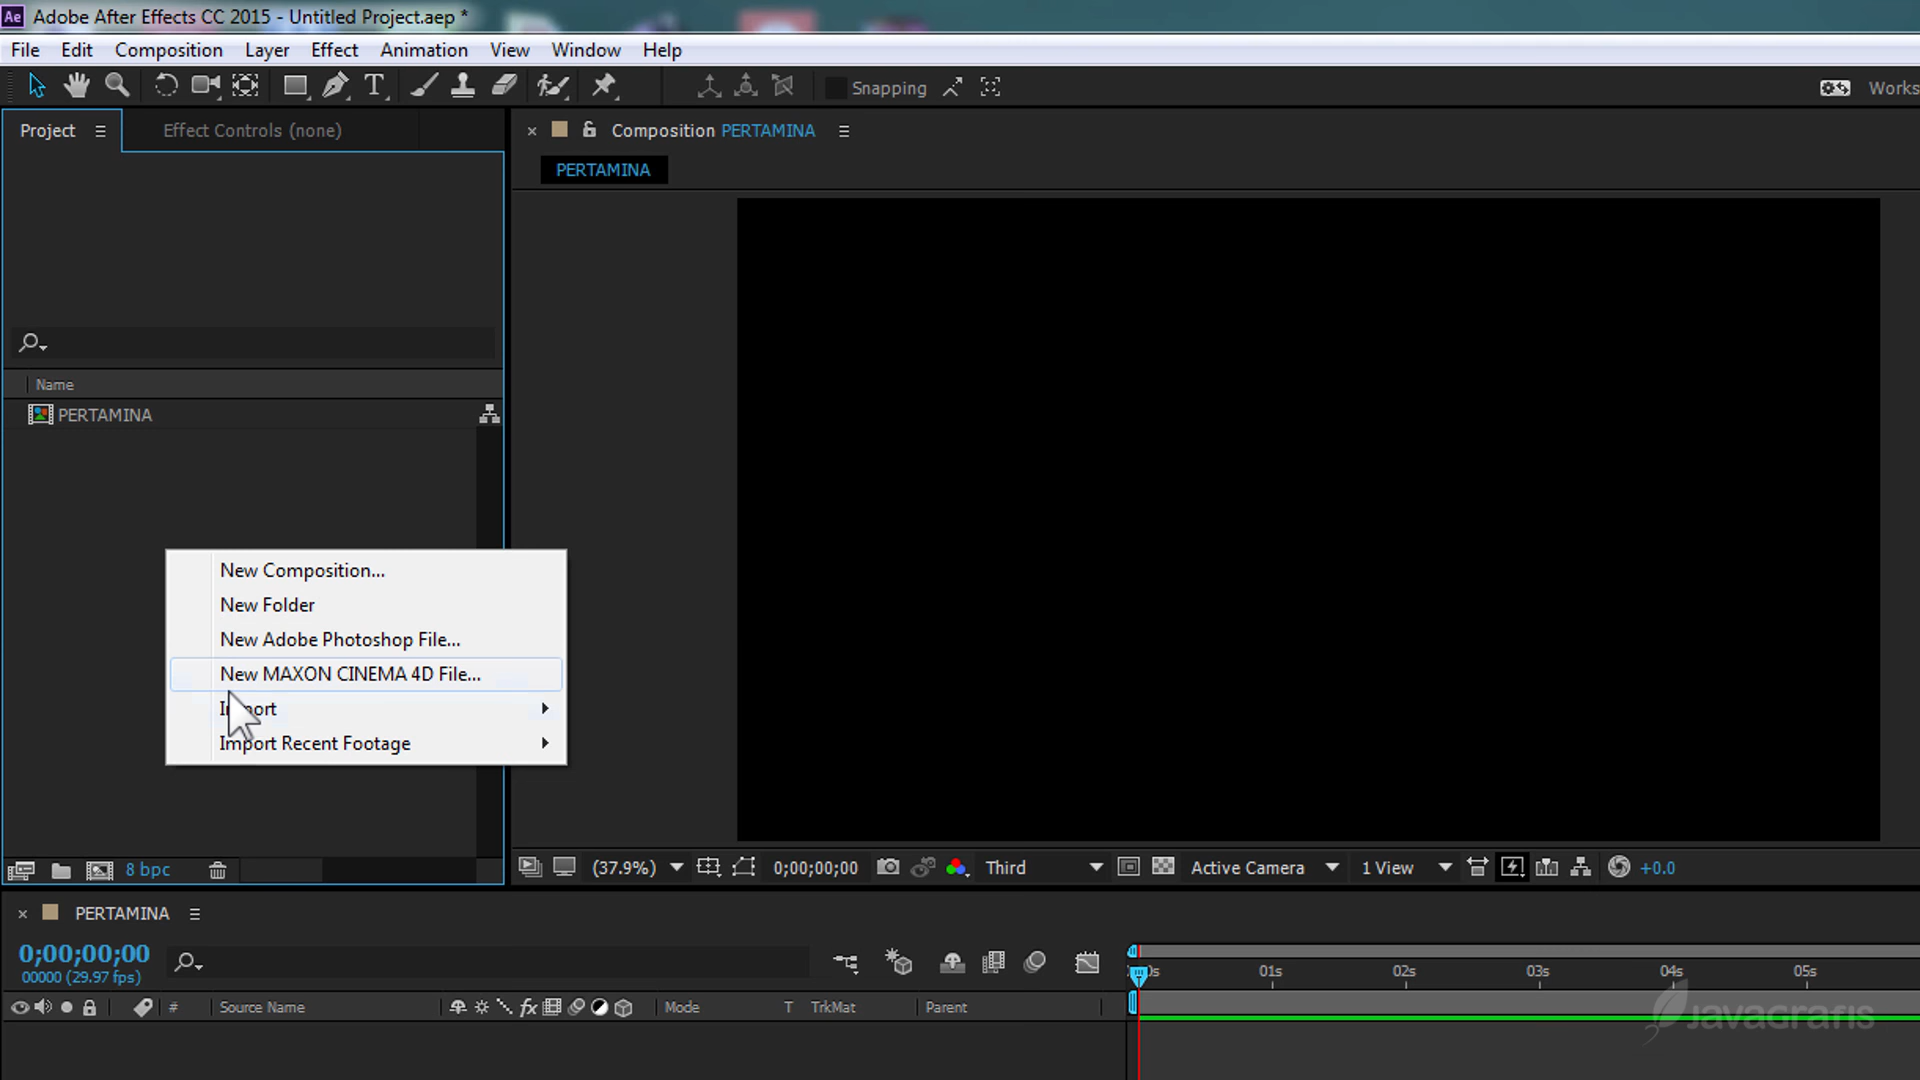 Ae Adobe After Effects CC 2015 - Untitled Project.aep *
File Edit Composition Layer Effect Animation View Window Help
T Snapping Works
Project Effect Controls (none) × Composition PERTAMINA
PERTAMINA
Name
PERTAMINA
New Composition...
New Folder
New Adobe Photoshop File...
New MAXON CINEMA 4D File...
Import
Import Recent Footage
8 bpc (37.9%) 0;00;00;00 Third Active Camera 1 View +0.0
× PERTAMINA
0;00;00;00
00000 (29.97 fps)
01s 02s 03s 04s 05s
# Source Name fx Mode T TrkMat Parent
javagrafis